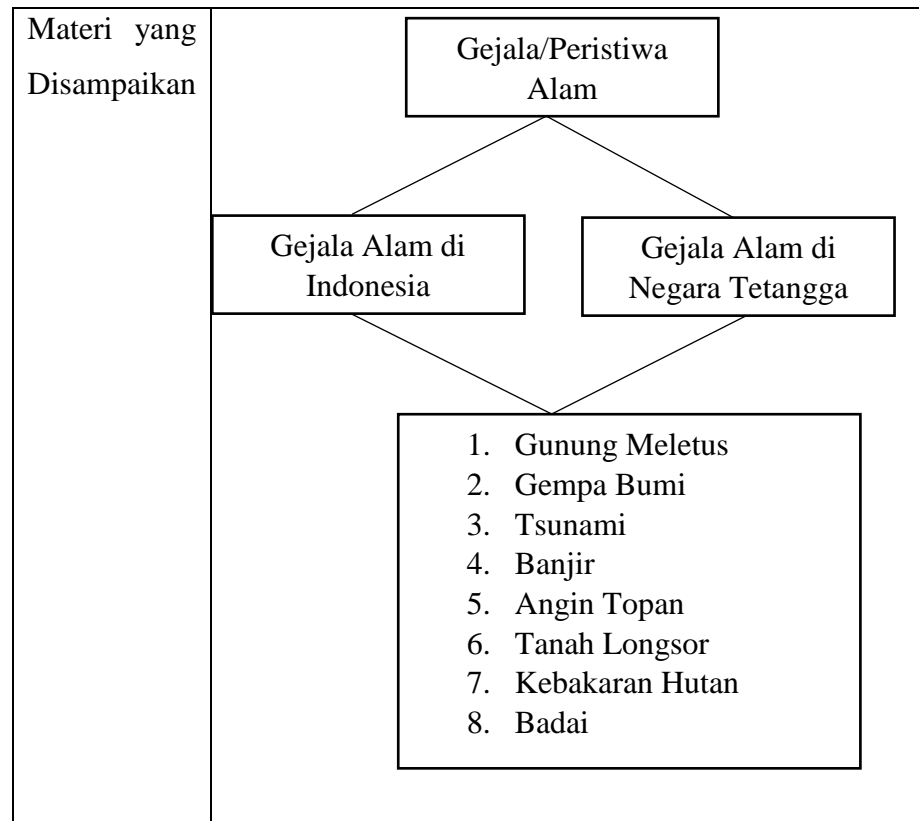 Materi yang
Disampaikan
Gejala/Peristiwa
Alam
Gejala Alam di
Indonesia
Gejala Alam di
Negara Tetangga
1. Gunung Meletus
2. Gempa Bumi
3. Tsunami
4. Banjir
5. Angin Topan
6. Tanah Longsor
7. Kebakaran Hutan
8. Badai